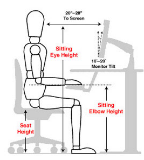 20"~28"
To Screen
Sitting
Eye Height
10°~20°
Monitor Tilt
Sitting
Elbow Height
Seat
Height